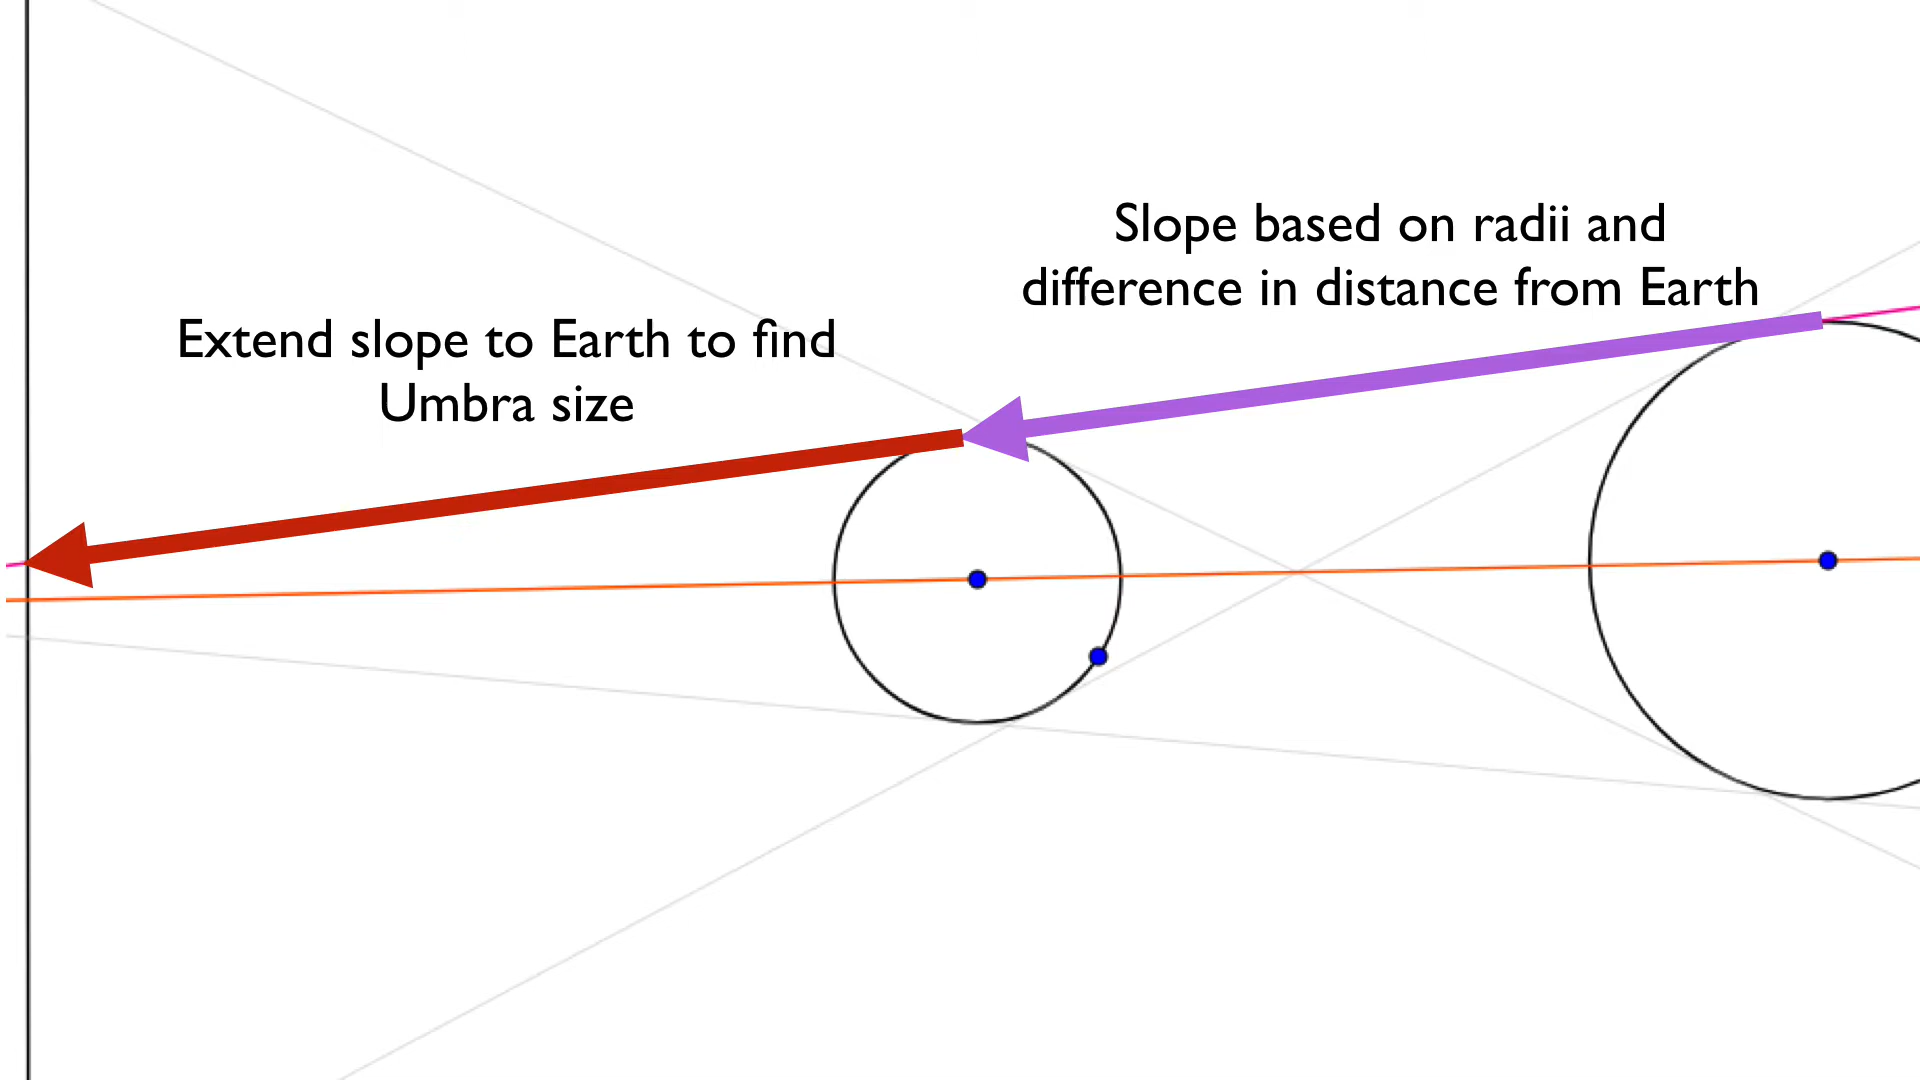 Slope based on radii and
difference in distance from Earth
Extend slope to Earth to find
Umbra size